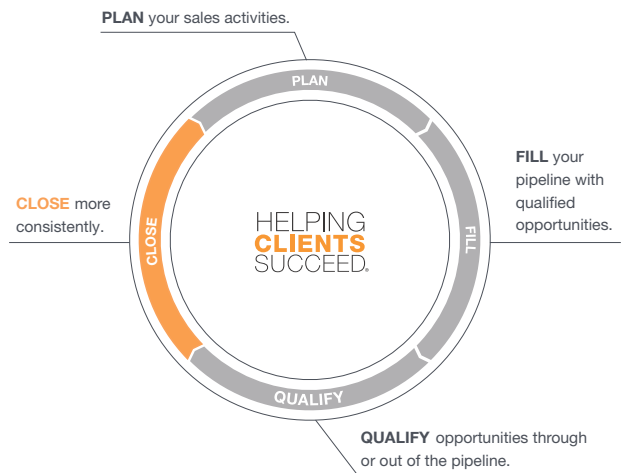 PLAN your sales activities.
PLAN
FILL your
pipeline with
qualified
opportunities.
FILL
CLOSE more
consistently.
CLOSE
HELPING
CLIENTS
SUCCEED®
QUALIFY
QUALIFY opportunities through
or out of the pipeline.